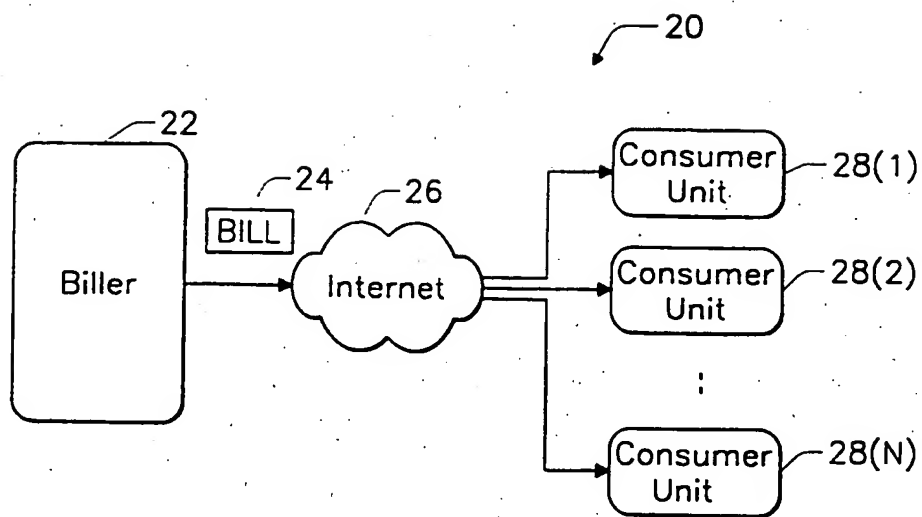 20
22
24
26
BILL
Biller
Internet
Consumer
Unit
28(1)
Consumer
Unit
28(2)
Consumer
Unit
28(N)